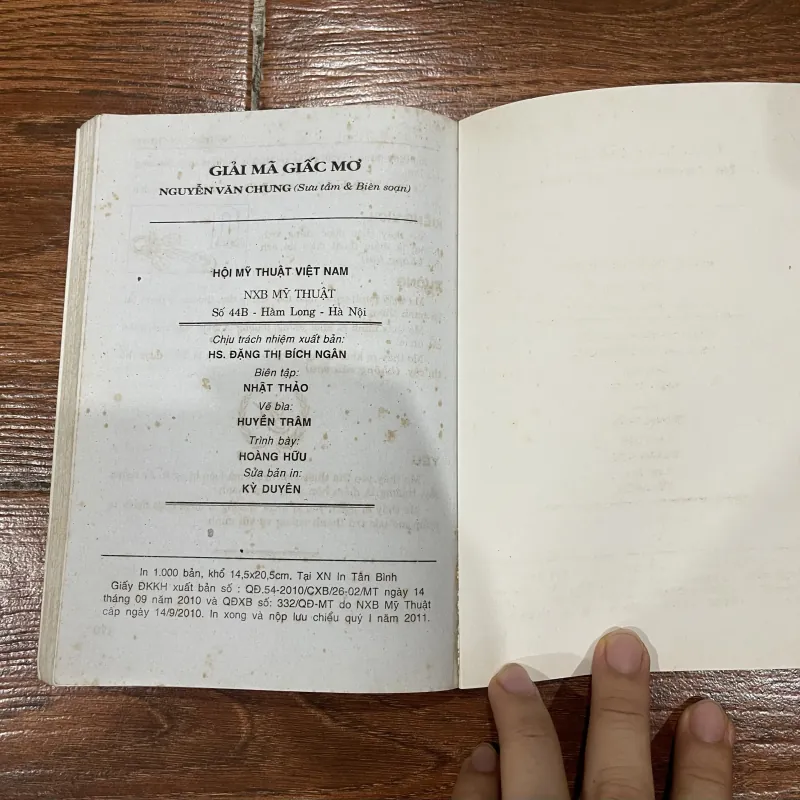 GIẢI MÃ GIẤC MƠ
NGUYỄN VĂN CHUNG (Sưu tầm & Biên soạn)
HỘI MỸ THUẬT VIỆT NAM
NXB MỸ THUẬT
Số 44B - Hàm Long - Hà Nội
Chịu trách nhiệm xuất bản:
HS. ĐẶNG THỊ BÍCH NGÂN
Biên tập:
NHẬT THẢO
Vẽ bìa:
HUYỀN TRÂM
Trình bày:
HOÀNG HỮU
Sửa bản in:
KỲ DUYÊN
In 1.000 bản, khổ 14,5x20,5cm. Tại XN In Tân Bình
Giấy ĐKKH xuất bản số : QĐ.54-2010/CXB/26-02/MT ngày 14
tháng 09 năm 2010 và QĐXB số: 332/QĐ-MT do NXB Mỹ Thuật
cấp ngày 14/9/2010. In xong và nộp lưu chiểu quý I năm 2011.